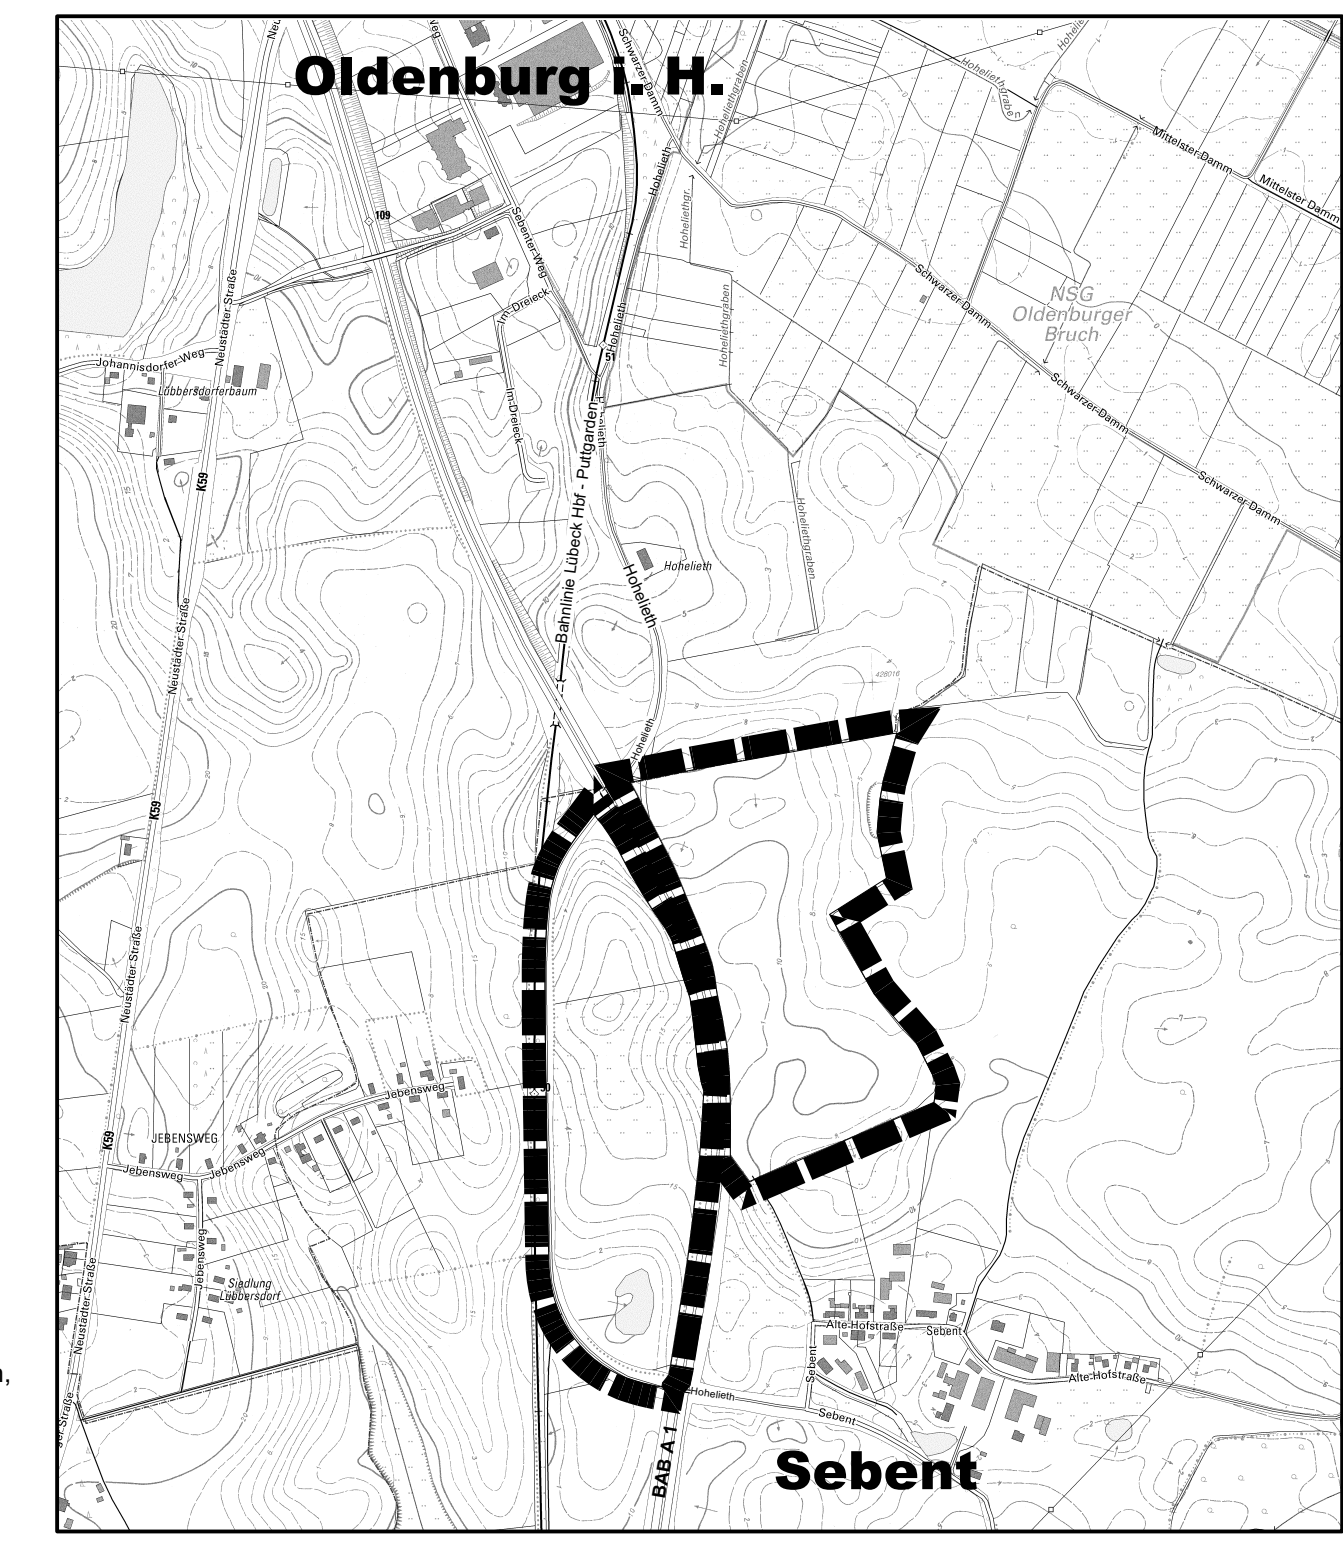 Oldenburg i. H.
Schwarzer-Damm
Hoheliethgraben
Hoheliethgraben
Mittelster-Damm
Mittelster Damm
109
Hohelieth
Hoheliethgr.
Sebenter-Weg
Neustädter-Straße
Im-Dreieck
Hohelieth
51
Hoheliethgraben
Schwarzer-Damm
NSG
Oldenburger
Bruch
Johannisdorfer-Weg
Lübbersdorferbaum
Im-Dreieck
Hohelieth
Schwarzer-Damm
Schwarzer-Damm
K59
Bahnlinie Lübeck Hbf - Puttgarden
Hoheliethgraben
Hohelieth
Hohelieth
Neustädter Straße
428016
Hohelieth
K59
Neustädter Straße
Jebensweg
JEBENSWEG
K59
Jebensweg
Jebensweg
Jebensweg
Siedlung
Lübbersdorf
Neustädter Straße
Alte-Hofstraße
Sebent
Sebent
Alte-Hofstraße
Hohelieth
Sebent
BAB A 1
Sebent